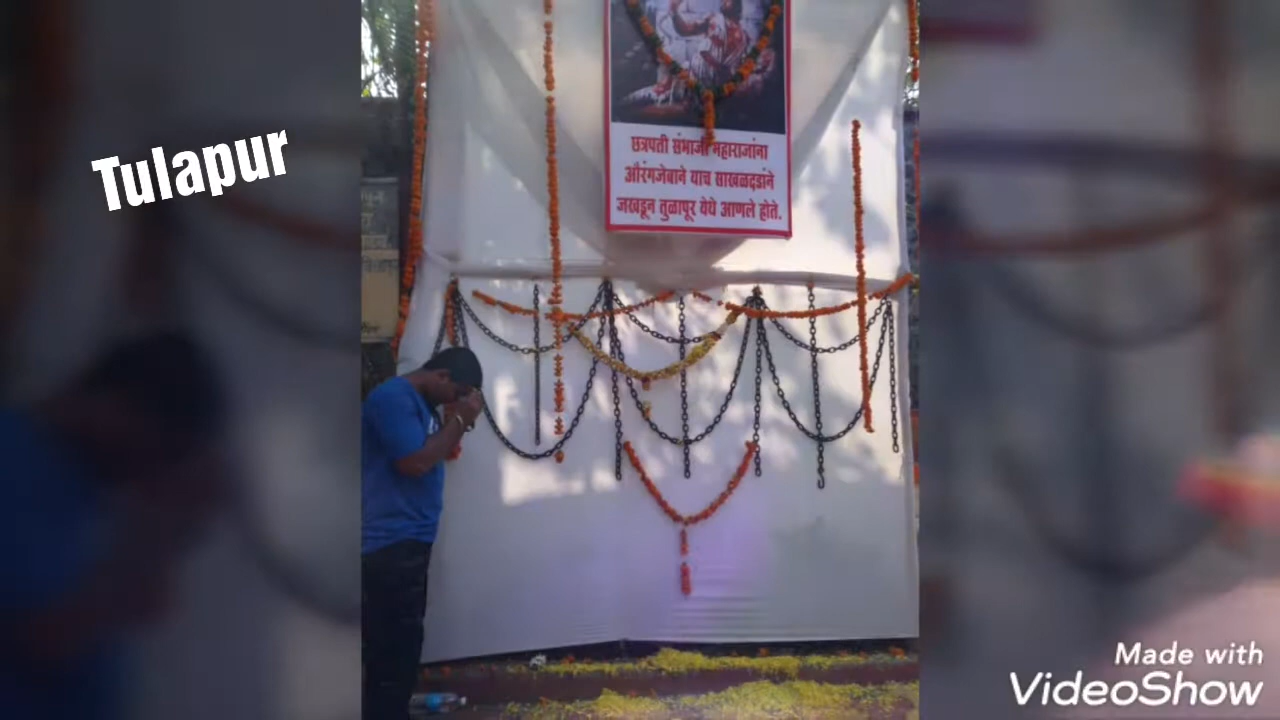 Tulapur
छत्रपती संभाजी महाराजांना
औरंगजेबाने याच साखळदंडाने
जखडून तुळापूर येथे आणले होते.
Made with
VideoShow